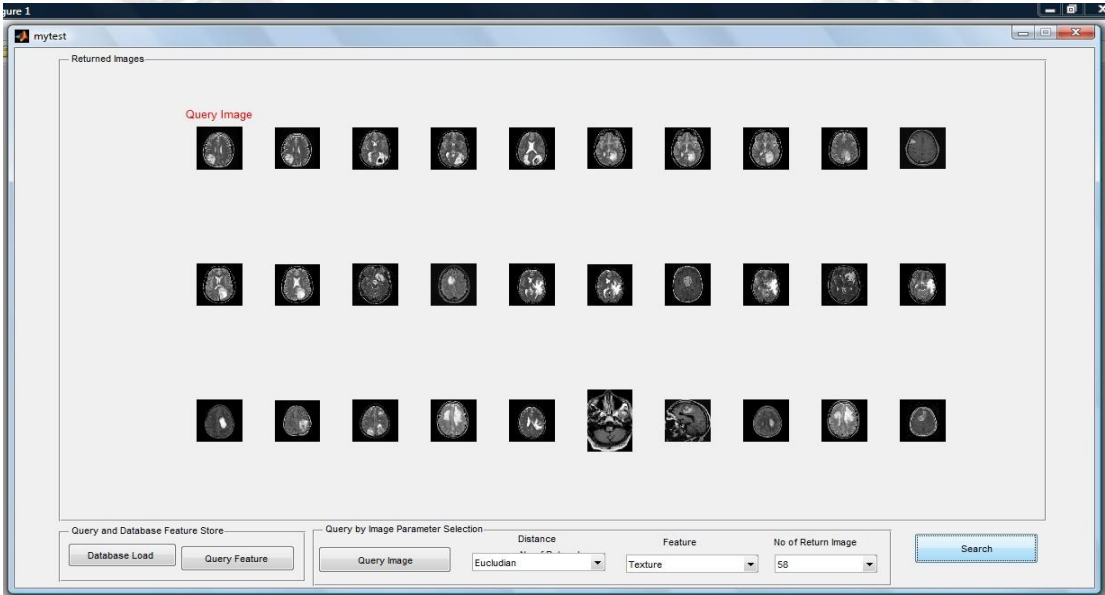 gure 1
mytest
Returned Images
Query Image
Query and Database Feature Store
Database Load
Query Feature
Query by Image Parameter Selection
Query Image
Distance
Eucludian
Feature
Texture
No of Return Image
58
Search